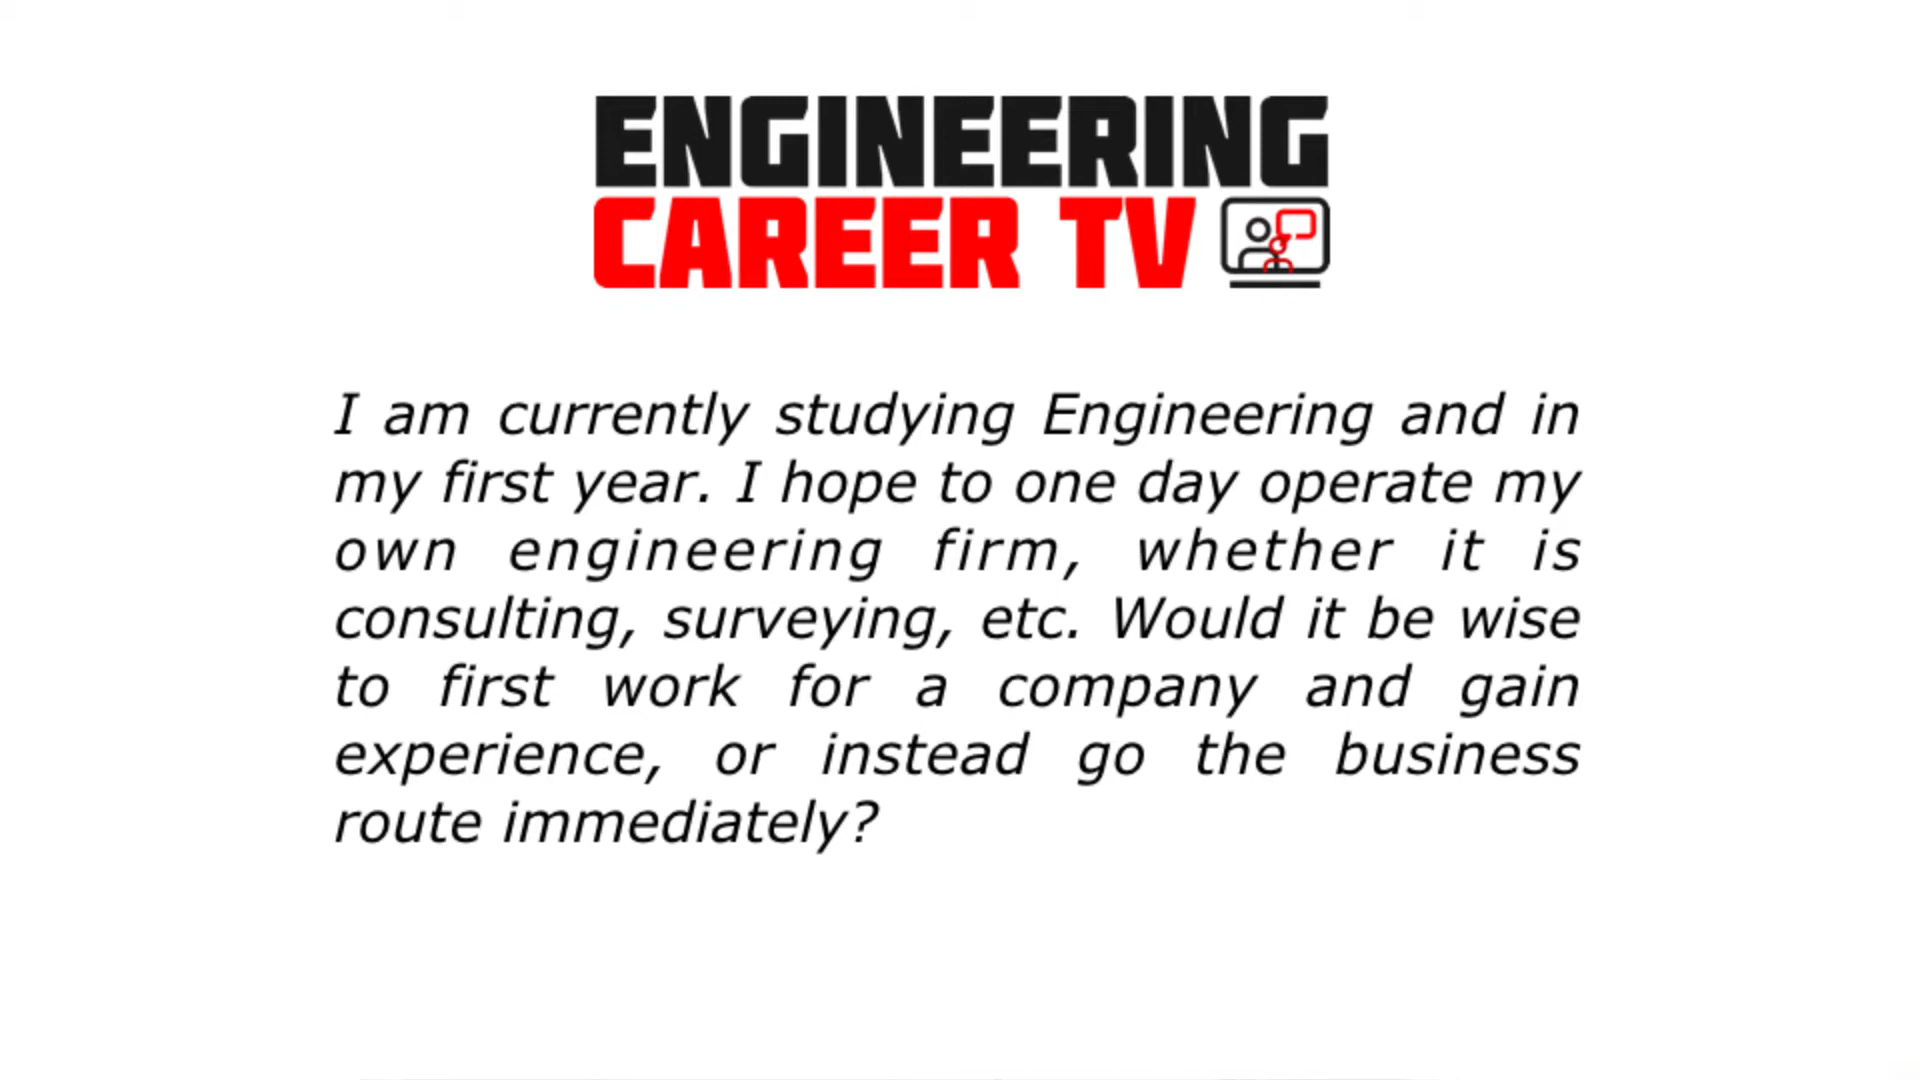 ENGINEERING
CAREER TV
I am currently studying Engineering and in
my first year. I hope to one day operate my
own engineering firm, whether it is
consulting, surveying, etc. Would it be wise
to first work for a company and gain
experience, or instead go the business
route immediately?